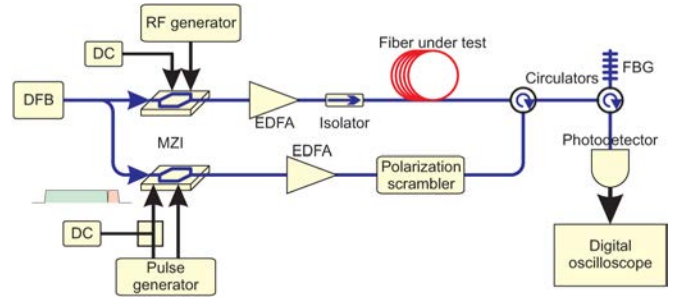 RF generator
DC
Fiber under test
Circulators
FBG
DFB
EDFA
Isolator
MZI
EDFA
Photodetector
Polarization
scrambler
DC
Pulse
generator
Digital
oscilloscope